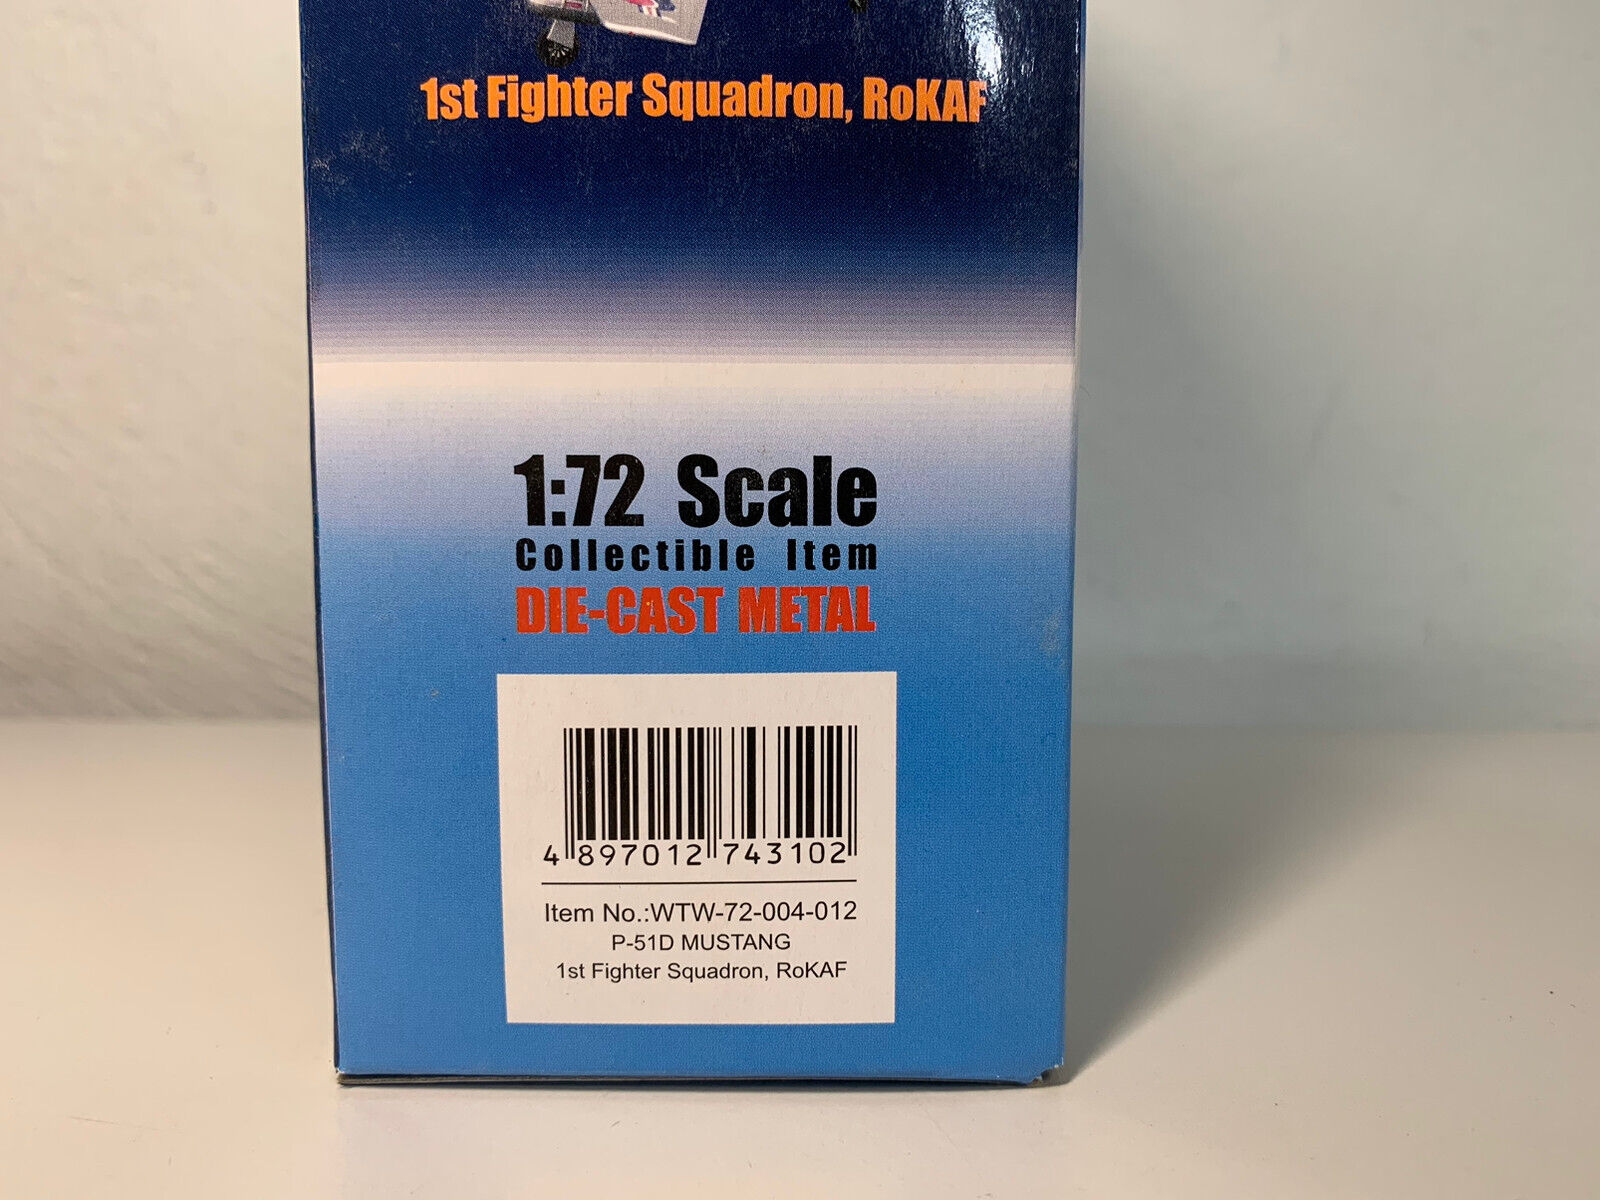 1st Fighter Squadron, RoKAF
1:72 Scale
Collectible Item
DIE-CAST METAL
4 897012 743102
Item No.:WTW-72-004-012
P-51D MUSTANG
1st Fighter Squadron, RoKAF